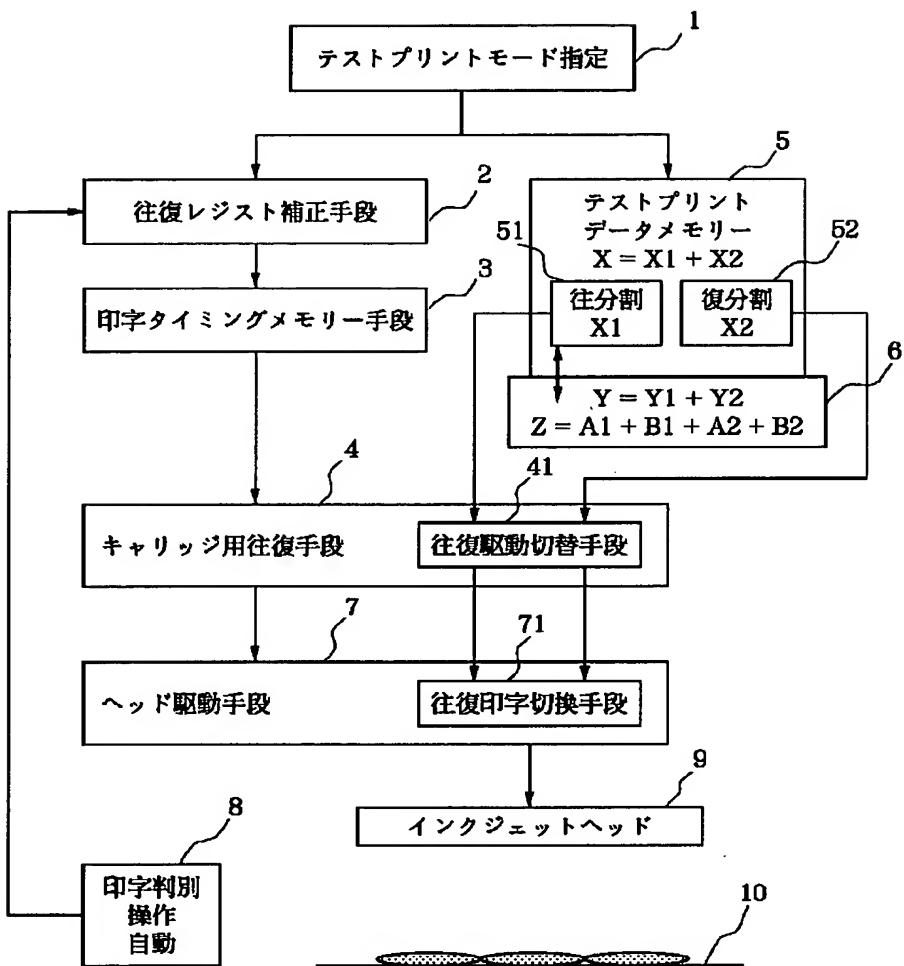 1
テストプリントモード指定
2
往復レジスト補正手段
3
印字タイミングメモリー手段
5
テストプリント
データメモリー
X = X1 + X2
51
52
往分割
X1
復分割
X2
6
Y = Y1 + Y2
Z = A1 + B1 + A2 + B2
4
キャリッジ用往復手段
41
往復駆動切替手段
7
ヘッド駆動手段
71
往復印字切換手段
9
インクジェットヘッド
8
印字判別
操作
自動
10